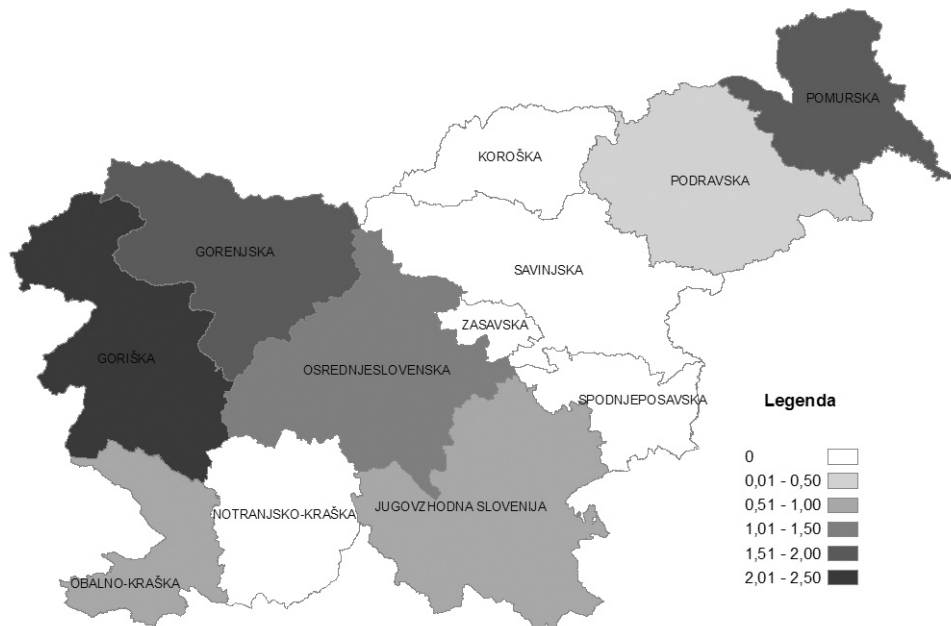 POMURSKA
KOROŠKA
PODRAVSKA
GORENJSKA
SAVINJSKA
ZASAVSKA
GORIŠKA
OSREDNJESLOVENSKA
SPODNJEPOSAVSKA
JUGOVZHODNA SLOVENIJA
NOTRANJSKO-KRAŠKA
OBALNO-KRAŠKA
Legenda
0
0,01 - 0,50
0,51 - 1,00
1,01 - 1,50
1,51 - 2,00
2,01 - 2,50